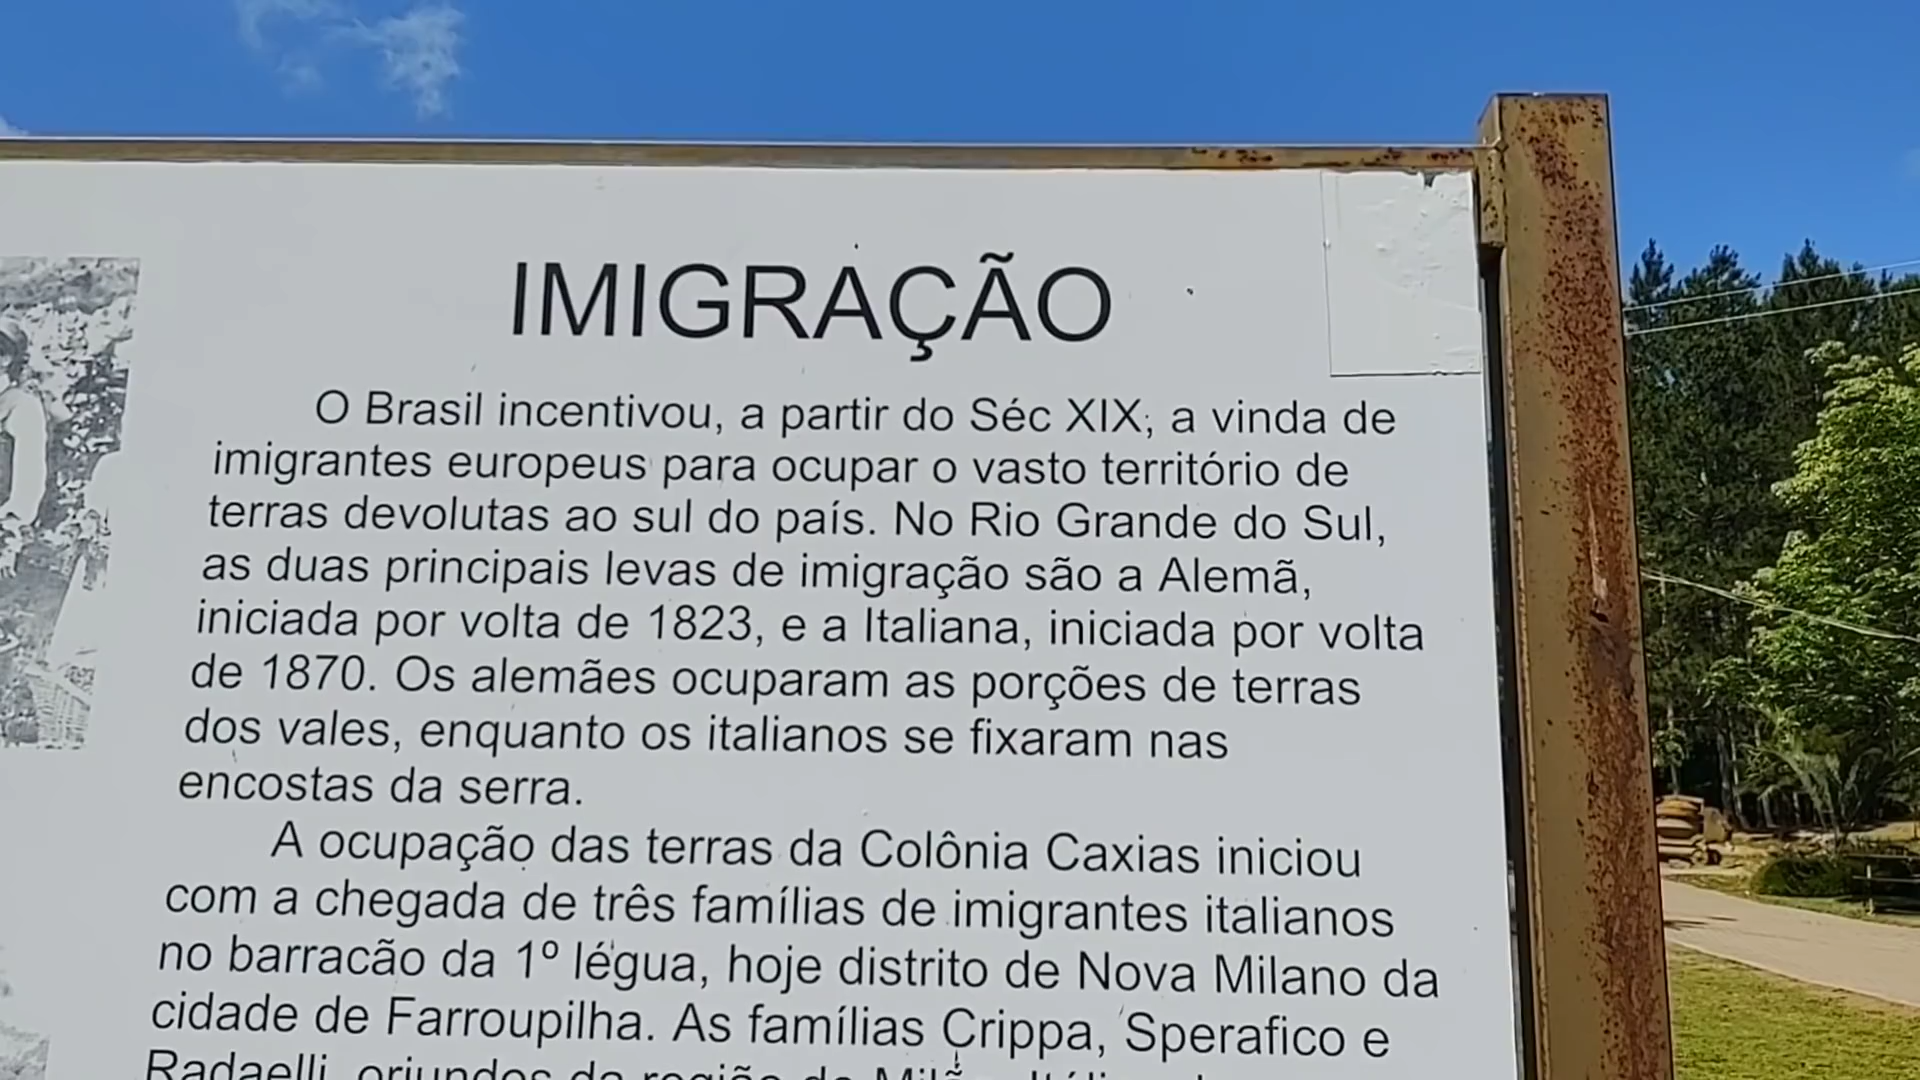 IMIGRAÇÃO
O Brasil incentivou, a partir do Séc XIX, a vinda de
imigrantes europeus para ocupar o vasto território de
terras devolutas ao sul do país. No Rio Grande do Sul,
as duas principais levas de imigração são a Alemã,
iniciada por volta de 1823, e a Italiana, iniciada por volta
de 1870. Os alemães ocuparam as porções de terras
dos vales, enquanto os italianos se fixaram nas
encostas da serra.
A ocupação das terras da Colônia Caxias iniciou
com a chegada de três famílias de imigrantes italianos
no barracão da 1º légua, hoje distrito de Nova Milano da
cidade de Farroupilha. As famílias Crippa, Sperafico e
Radaelli, oriundos da região de